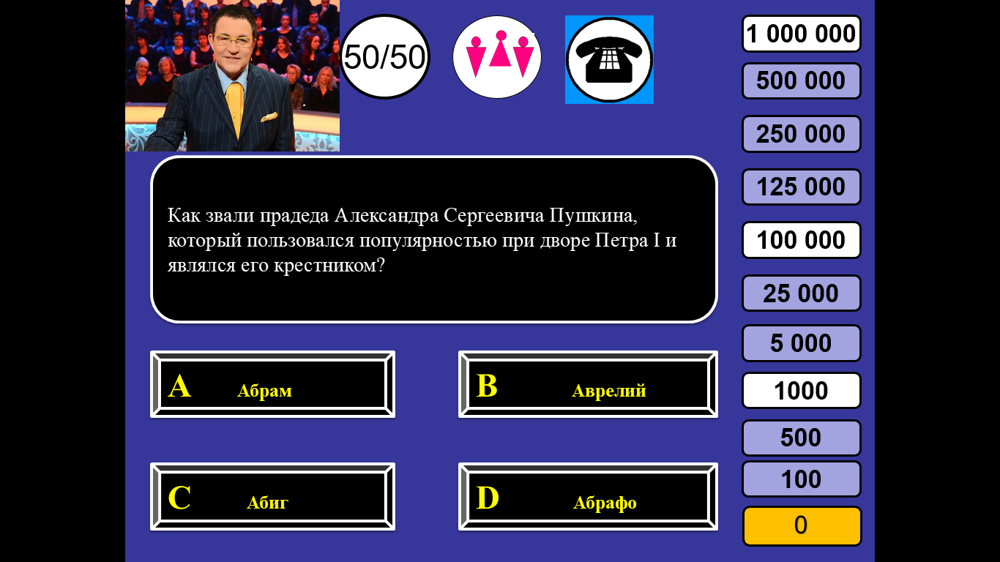 50/50
1 000 000
500 000
250 000
125 000
100 000
25 000
5 000
1000
500
100
0
Как звали прадеда Александра Сергеевича Пушкина,
который пользовался популярностью при дворе Петра I и
являлся его крестником?
A Абрам
B Аврелий
C Абиг
D Абрафо